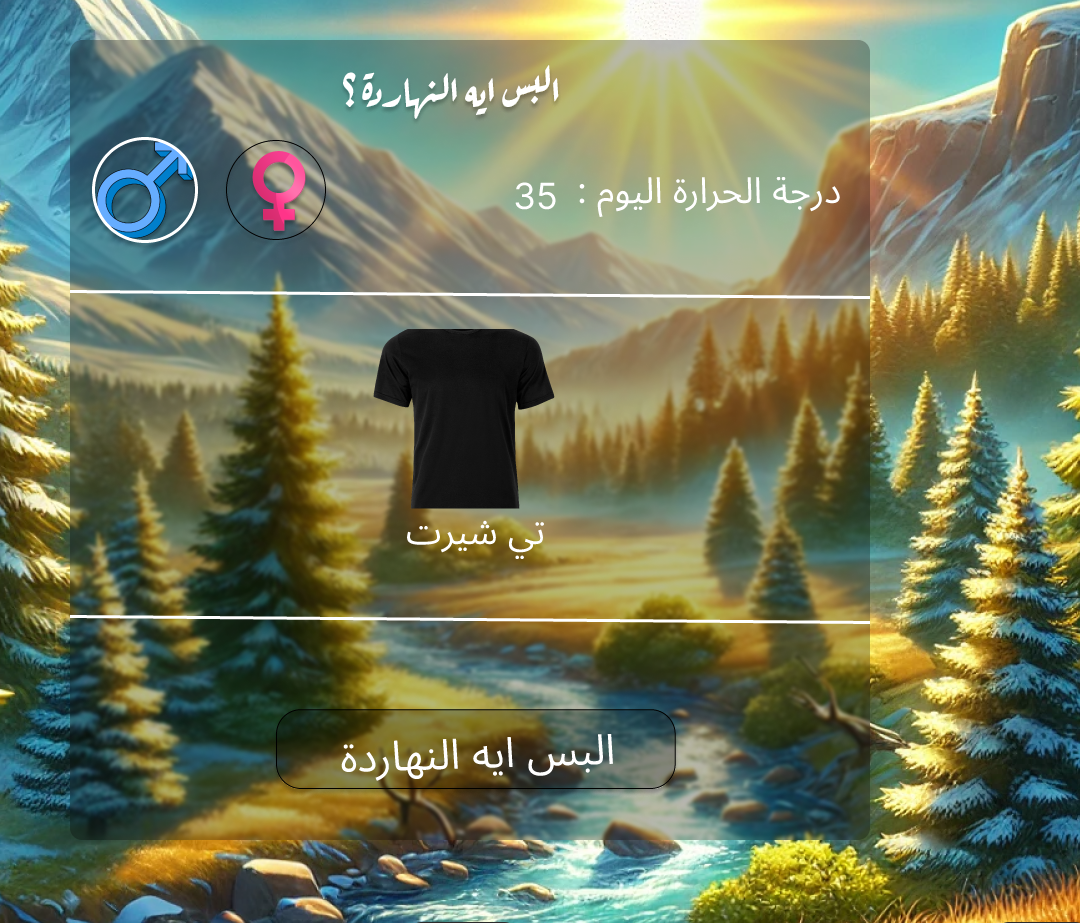 البس ايه النهاردة؟
درجة الحرارة اليوم : 35
تي شيرت
البس ايه النهاردة